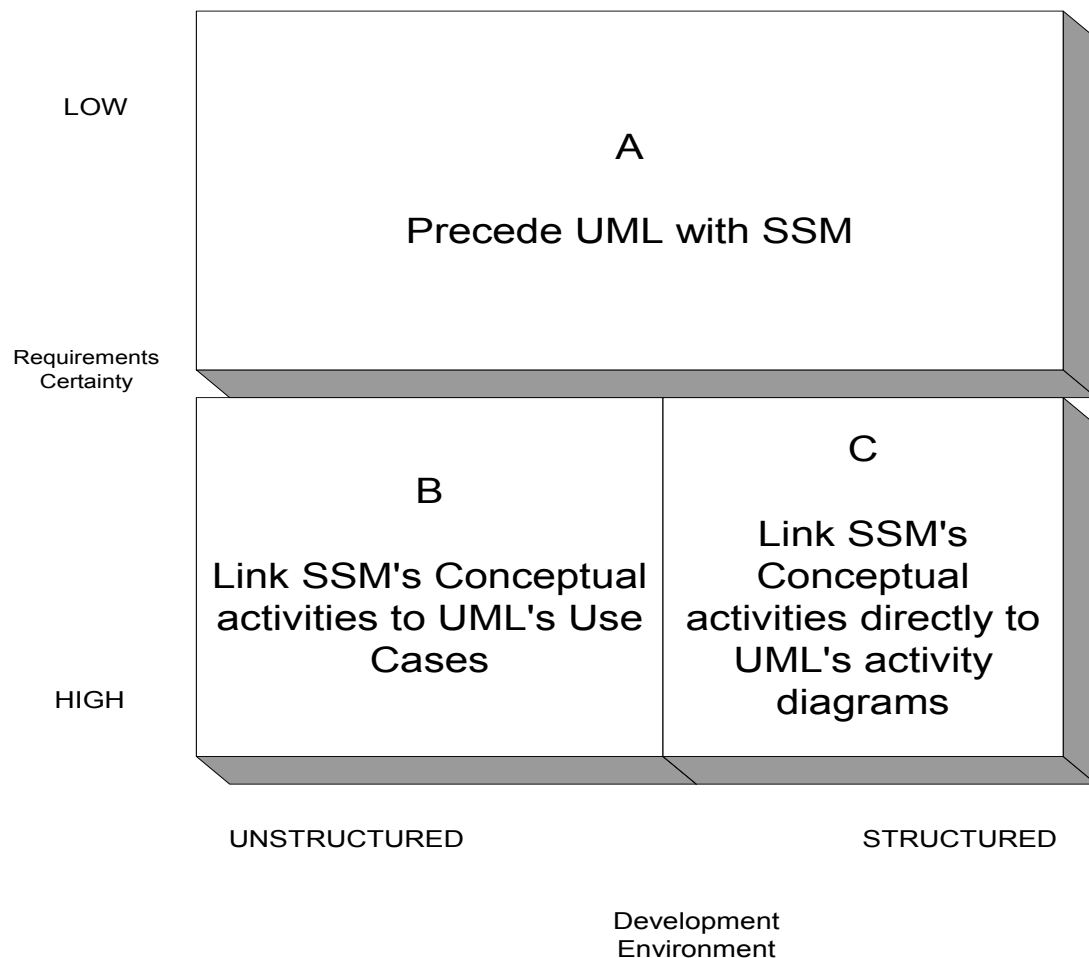 LOW
A
Precede UML with SSM
Requirements
Certainty
B
Link SSM's Conceptual
activities to UML's Use
Cases
C
Link SSM's
Conceptual
activities directly to
UML's activity
diagrams
HIGH
UNSTRUCTURED
STRUCTURED
Development
Environment